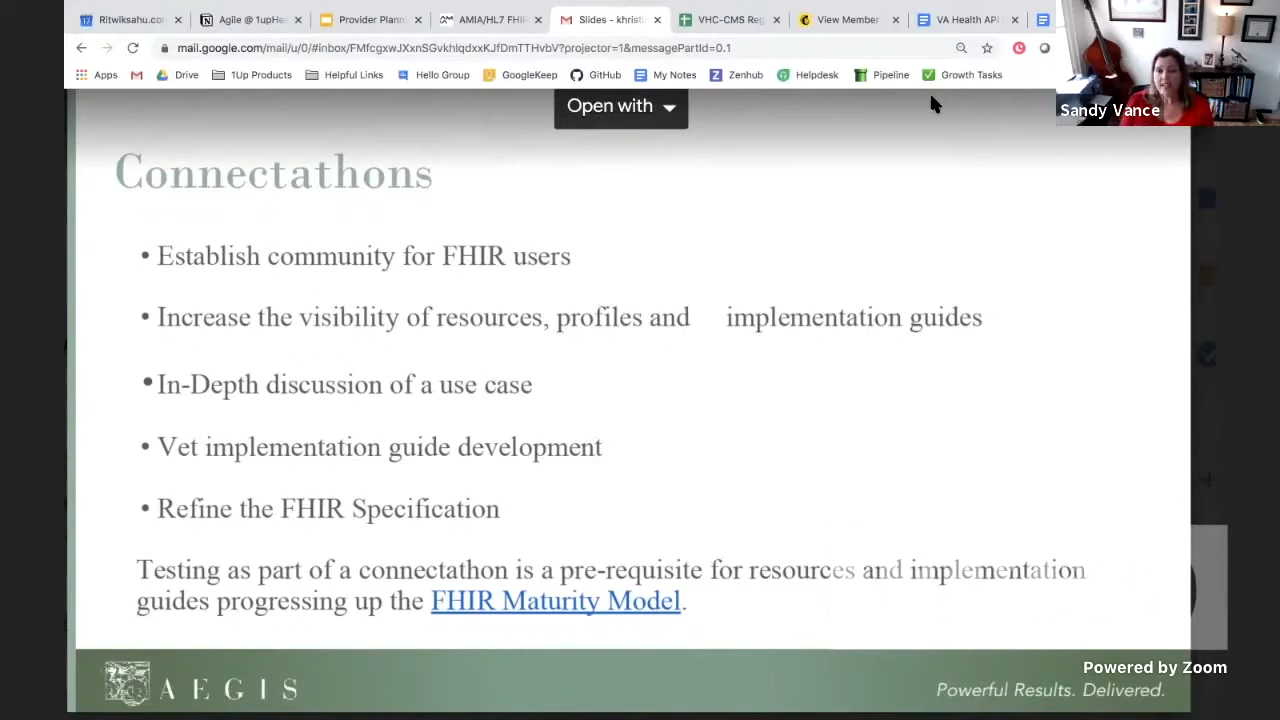 Ritwiksahu.co
Agile @ 1upHe
Provider Plann
AMIA/HL7 FHIR
Slides - khristi
VHC-CMS Reg
View Member
VA Health API
mail.google.com/mail/u/0/#inbox/FMfcgxwJXxnSGvkhlqdxxKJfDmTTHvbV?projector=1&messagePartId=0.1
Apps Drive 1Up Products Helpful Links Hello Group GoogleKeep GitHub My Notes Zenhub Helpdesk Pipeline Growth Tasks
Sandy Vance
Open with
Connectathons
• Establish community for FHIR users
• Increase the visibility of resources, profiles and implementation guides
• In-Depth discussion of a use case
• Vet implementation guide development
• Refine the FHIR Specification
Testing as part of a connectathon is a pre-requisite for resources and implementation
guides progressing up the FHIR Maturity Model.
AEGIS
Powered by Zoom
Powerful Results. Delivered.